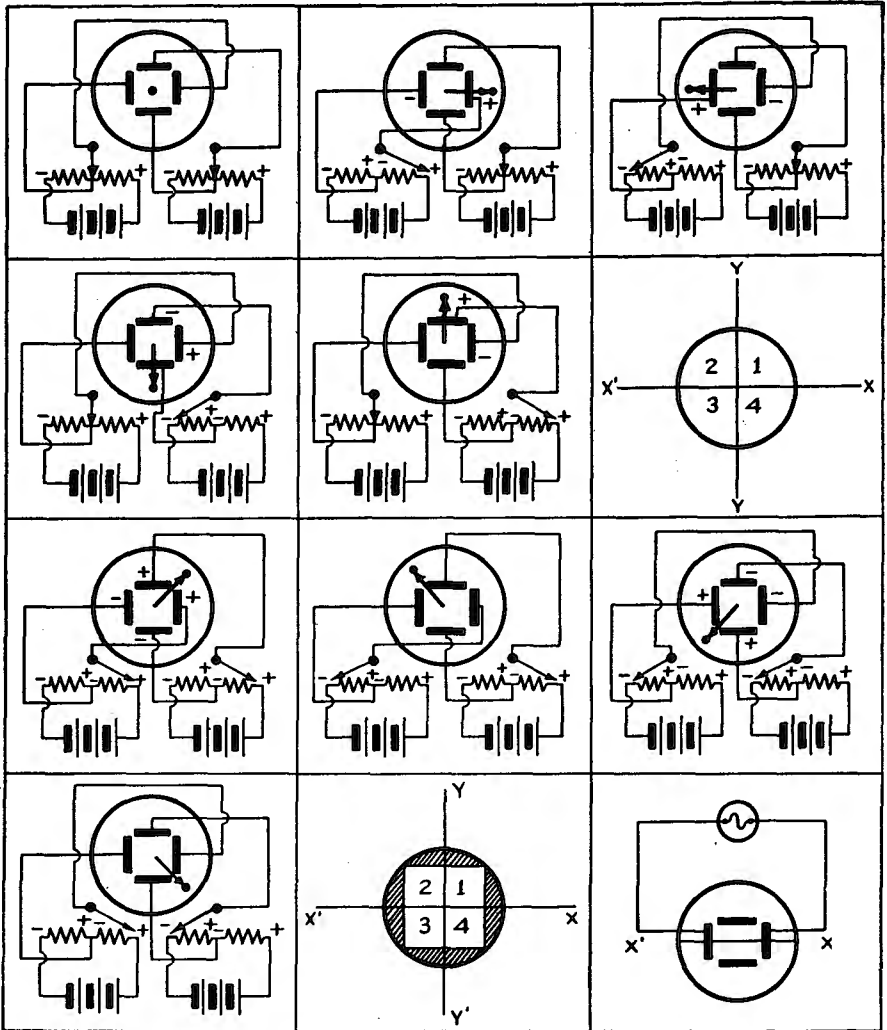 - + - +
- +
- + - + - +
+ -
- + - + - +
-
+
- + - + - +
+
-
- + - + - +
Y
2 1
X' X
3 4
Y
+
- +
-
- + - + - + - +
- + - + - + - +
-
+ -
+
- + - + - + - +
- + - + - + - +
Y
2 1
X' X
3 4
Y'
X' X